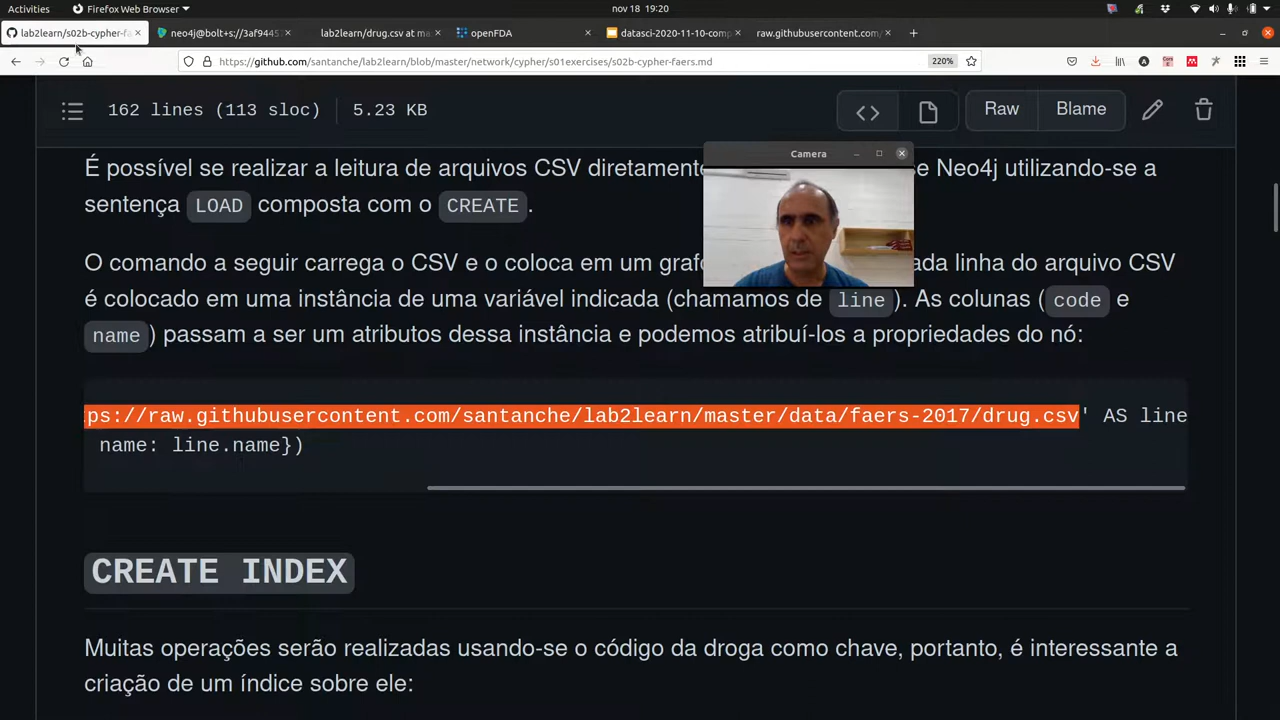 Activities
Firefox Web Browser
nov 18 19:20
lab2learn/s02b-cypher-fa
neo4j@bolt+s://3af9445
lab2learn/drug.csv at ma
openFDA
datasci-2020-11-10-comp
raw.githubusercontent.com/
https://github.com/santanche/lab2learn/blob/master/network/cypher/s01exercises/s02b-cypher-faers.md
220%
162 lines (113 sloc) 5.23 KB
Raw
Blame
Camera
É possível se realizar a leitura de arquivos CSV diretamente se Neo4j utilizando-se a
sentença LOAD composta com o CREATE.
O comando a seguir carrega o CSV e o coloca em um grafo ada linha do arquivo CSV
é colocado em uma instância de uma variável indicada (chamamos de line). As colunas (code e
name) passam a ser um atributos dessa instância e podemos atribuí-los a propriedades do nó:
ps://raw.githubusercontent.com/santanche/lab2learn/master/data/faers-2017/drug.csv' AS line
name: line.name})
CREATE INDEX
Muitas operações serão realizadas usando-se o código da droga como chave, portanto, é interessante a
criação de um índice sobre ele: